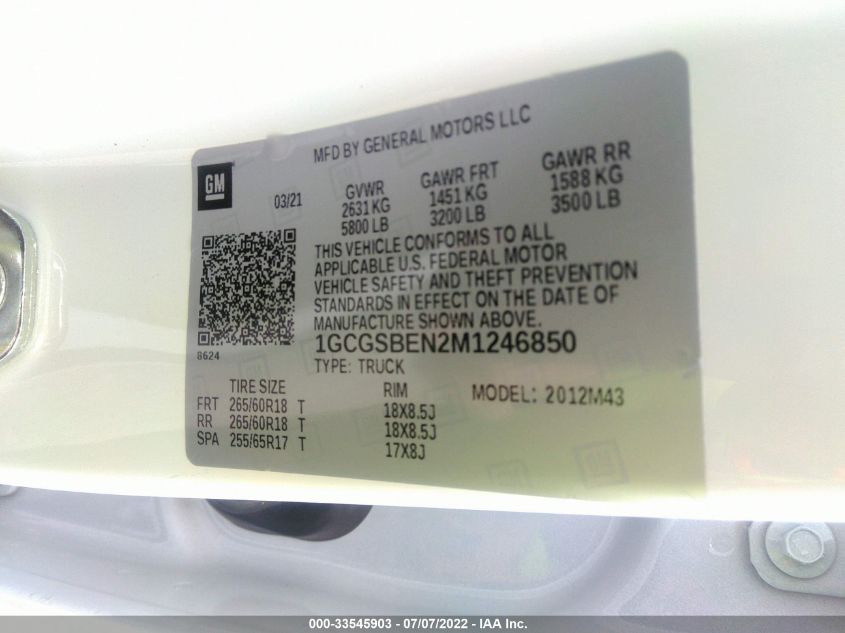 MFD BY GENERAL MOTORS LLC
GM
03/21
GVWR GAWR FRT GAWR RR
2631 KG 1451 KG 1588 KG
5800 LB 3200 LB 3500 LB
THIS VEHICLE CONFORMS TO ALL
APPLICABLE U.S. FEDERAL MOTOR
VEHICLE SAFETY AND THEFT PREVENTION
STANDARDS IN EFFECT ON THE DATE OF
MANUFACTURE SHOWN ABOVE.
8624
1GCGSBEN2M1246850
TYPE: TRUCK
TIRE SIZE RIM MODEL: 2012M43
FRT 265/60R18 T 18X8.5J
RR 265/60R18 T 18X8.5J
SPA 255/65R17 T 17X8J
000-33545903 - 07/07/2022 - IAA Inc.